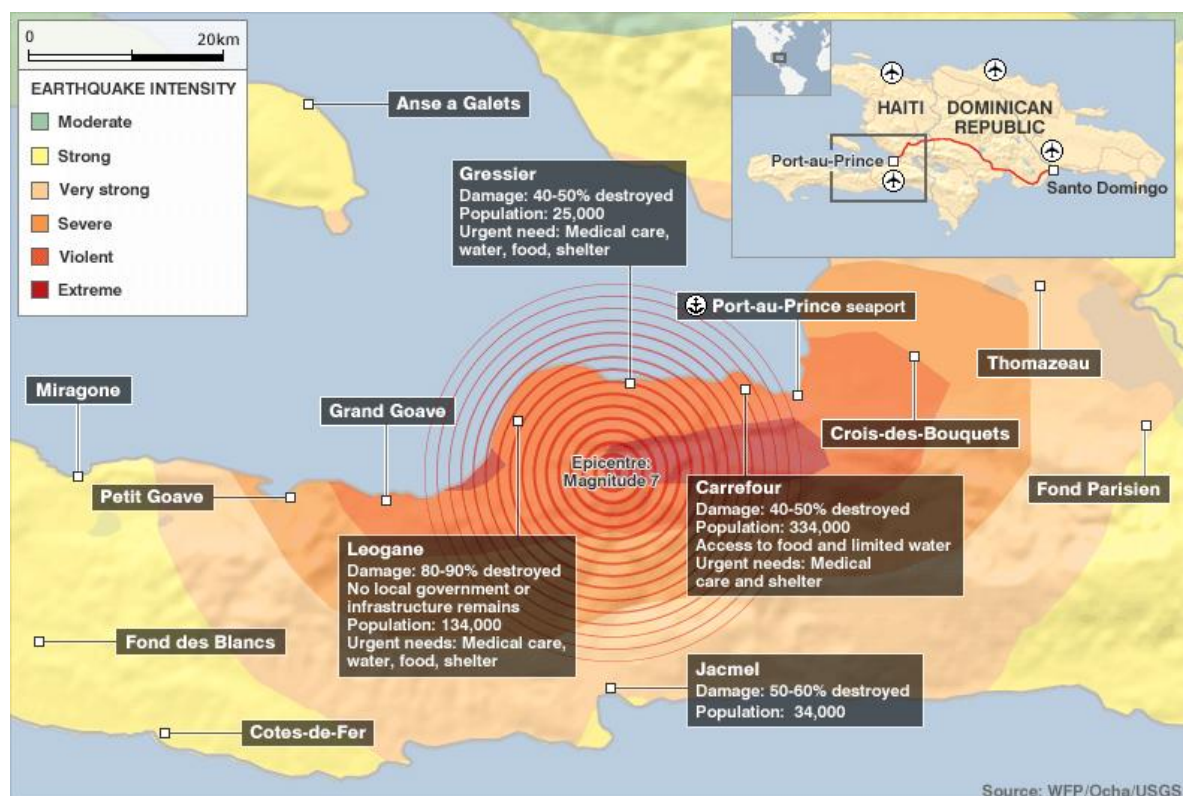 0 20km
EARTHQUAKE INTENSITY
Moderate
Strong
Very strong
Severe
Violent
Extreme
Anse a Galets
HAITI
DOMINICAN
REPUBLIC
Port-au-Prince
Santo Domingo
Gressier
Damage: 40-50% destroyed
Population: 25,000
Urgent need: Medical care,
water, food, shelter
Port-au-Prince seaport
Thomazeau
Miragone
Grand Goave
Crois-des-Bouquets
Epicentre:
Magnitude 7
Petit Goave
Fond Parisien
Carrefour
Damage: 40-50% destroyed
Population: 334,000
Access to food and limited water
Urgent needs: Medical
care and shelter
Leogane
Damage: 80-90% destroyed
No local government or
infrastructure remains
Population: 134,000
Urgent needs: Medical care,
water, food, shelter
Fond des Blancs
Jacmel
Damage: 50-60% destroyed
Population: 34,000
Cotes-de-Fer
Source: WFP/Ocha/USGS